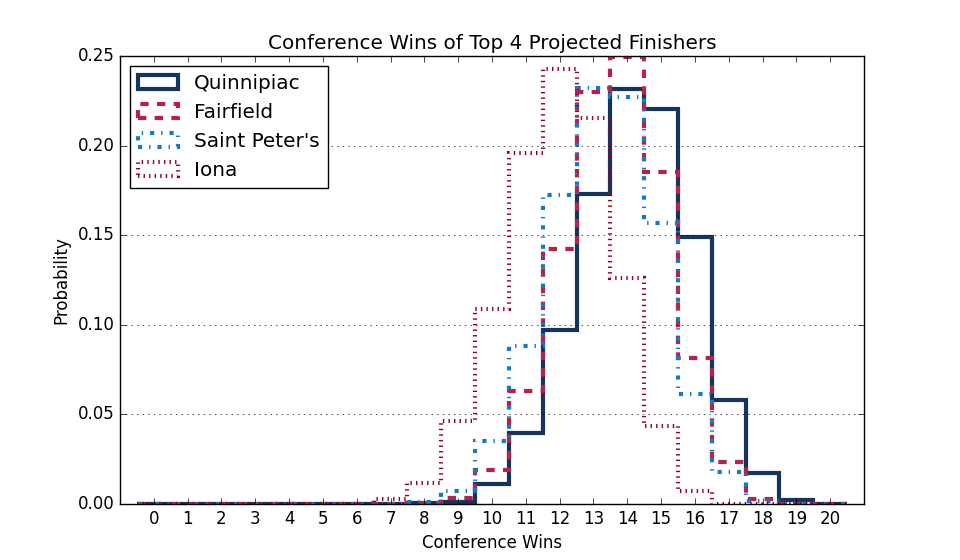 Conference Wins of Top 4 Projected Finishers
0.25
0.20
0.15
0.10
0.05
0.00
Probability
Quinnipiac
Fairfield
Saint Peter's
Iona
0 1 2 3 4 5 6 7 8 9 10 11 12 13 14 15 16 17 18 19 20
Conference Wins